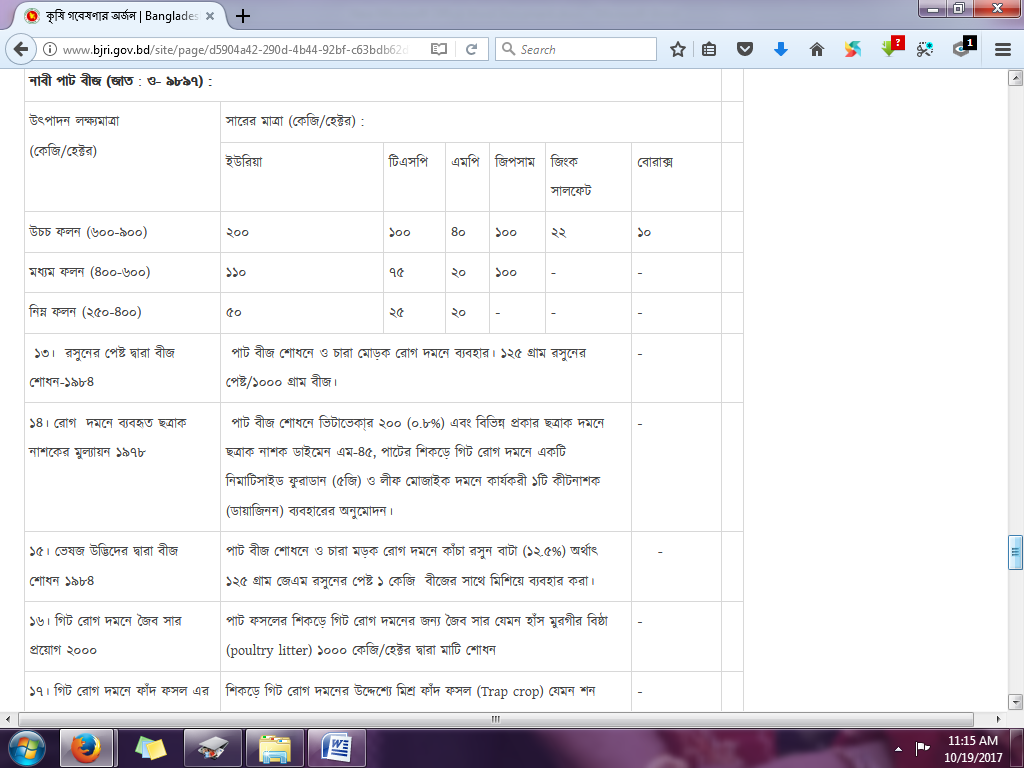 কৃষি গবেষণার অর্জন | Banglades
www.bjri.gov.bd/site/page/d5904a42-290d-4b44-92bf-c63bdb62d
Search
?
1
নাবী পাট বীজ (জাত : ও- ৯৮৯৭) :
উৎপাদন লক্ষ্যমাত্রা
(কেজি/হেক্টর)
সারের মাত্রা (কেজি/হেক্টর) :
ইউরিয়া টিএসপি এমপি জিপসাম জিংক সালফেট বোরাক্স
উচচ ফলন (৬০০-৯০০) ২০০ ১০০ ৪০ ১০০ ২২ ১০
মধ্যম ফলন (৪০০-৬০০) ১১০ ৭৫ ২০ ১০০ - -
নিম্ন ফলন (২৫০-৪০০) ৫০ ২৫ ২০ - - -
১৩। রসুনের পেষ্ট দ্বারা বীজ
শোধন-১৯৮৪
পাট বীজ শোধনে ও চারা মোড়ক রোগ দমনে ব্যবহার। ১২৫ গ্রাম রসুনের
পেষ্ট/১০০০ গ্রাম বীজ।
-
১৪। রোগ দমনে ব্যবহৃত ছত্রাক
নাশকের মুল্যায়ন ১৯৭৮
পাট বীজ শোধনে ভিটাভেক্স ২০০ (০.৮%) এবং বিভিন্ন প্রকার ছত্রাক দমনে
ছত্রাক নাশক ডাইমেন এম-৪৫, পাটের শিকড়ে গিট রোগ দমনে একটি
নিমাটিসাইড ফুরাডান (৫জি) ও লীফ মোজাইক দমনে কার্যকরী ১টি কীটনাশক
(ডায়াজিনন) ব্যবহারের অনুমোদন।
-
১৫। ভেষজ উদ্ভিদের দ্বারা বীজ
শোধন ১৯৮৪
পাট বীজ শোধনে ও চারা মড়ক রোগ দমনে কাঁচা রসুন বাটা (১২.৫%) অর্থাৎ
১২৫ গ্রাম জেএম রসুনের পেষ্ট ১ কেজি বীজের সাথে মিশিয়ে ব্যবহার করা।
-
১৬। গিট রোগ দমনে জৈব সার
প্রয়োগ ২০০০
পাট ফসলের শিকড়ে গিট রোগ দমনের জন্য জৈব সার যেমন হাঁস মুরগীর বিষ্ঠা
(poultry litter) ১০০০ কেজি/হেক্টর দ্বারা মাটি শোধন
-
১৭। গিট রোগ দমনে ফাঁদ ফসল এর
শিকড়ে গিট রোগ দমনের উদ্দেশ্যে মিশ্র ফাঁদ ফসল (Trap crop) যেমন শন
-
11:15 AM
10/19/2017